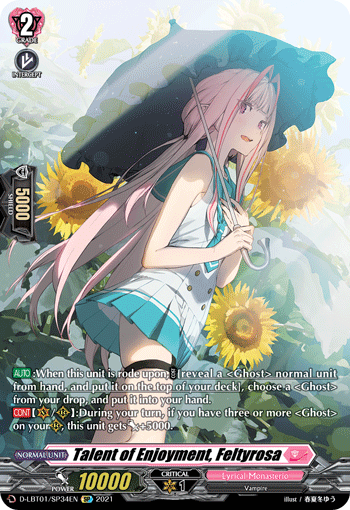 2
GRADE
INTERCEPT
5000
SHIELD
AUTO:When this unit is rode upon, COST [reveal a <Ghost> normal unit
from hand, and put it on the top of your deck], choose a <Ghost>
from your drop, and put it into your hand.
CONT【/】:During your turn, if you have three or more <Ghost>
on your, this unit gets +5000.
NORMAL UNIT
Talent of Enjoyment, Feltyrosa
POWER 10000
CRITICAL
1
Lyrical Monasterio
Vampire
D-LBT01/SP34EN SP 2021
illust / 春夏冬ゆう